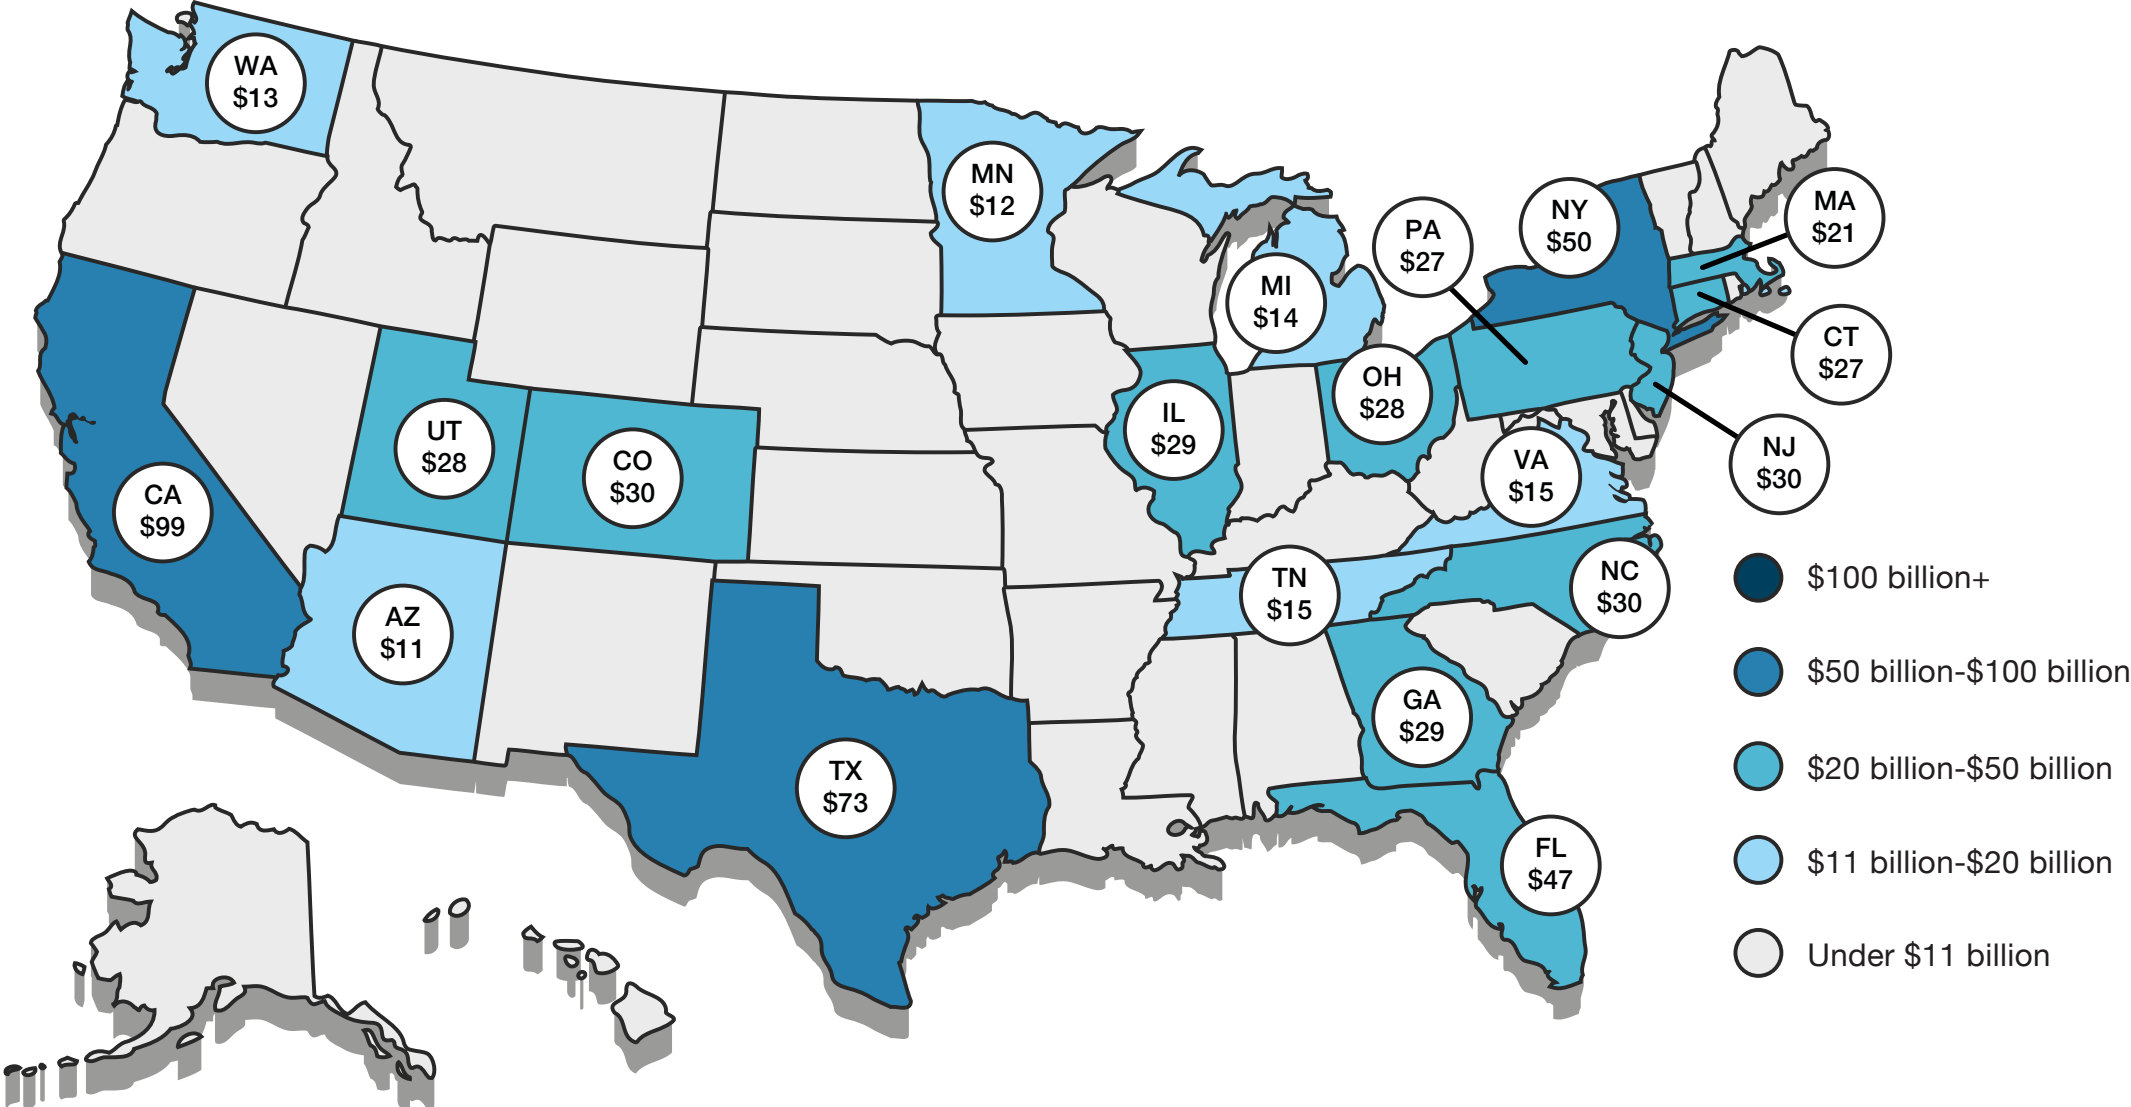 WA
$13
MN
$12
MI
$14
PA
$27
NY
$50
MA
$21
CT
$27
NJ
$30
OH
$28
IL
$29
UT
$28
CO
$30
CA
$99
VA
$15
AZ
$11
TN
$15
NC
$30
GA
$29
TX
$73
FL
$47
$100 billion+
$50 billion-$100 billion
$20 billion-$50 billion
$11 billion-$20 billion
Under $11 billion